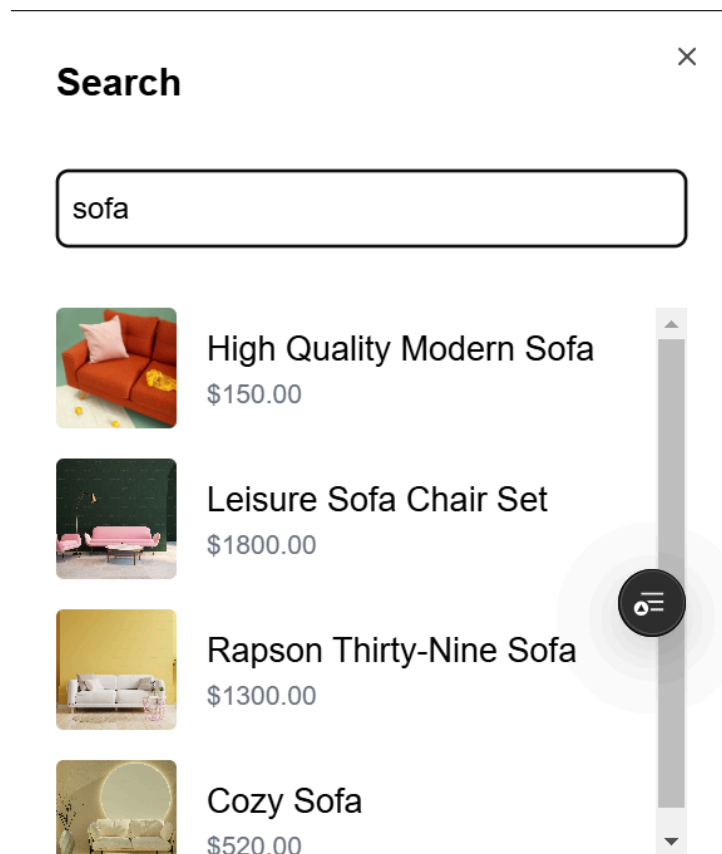 Search
sofa
High Quality Modern Sofa
$150.00
Leisure Sofa Chair Set
$1800.00
Rapson Thirty-Nine Sofa
$1300.00
Cozy Sofa
$520.00